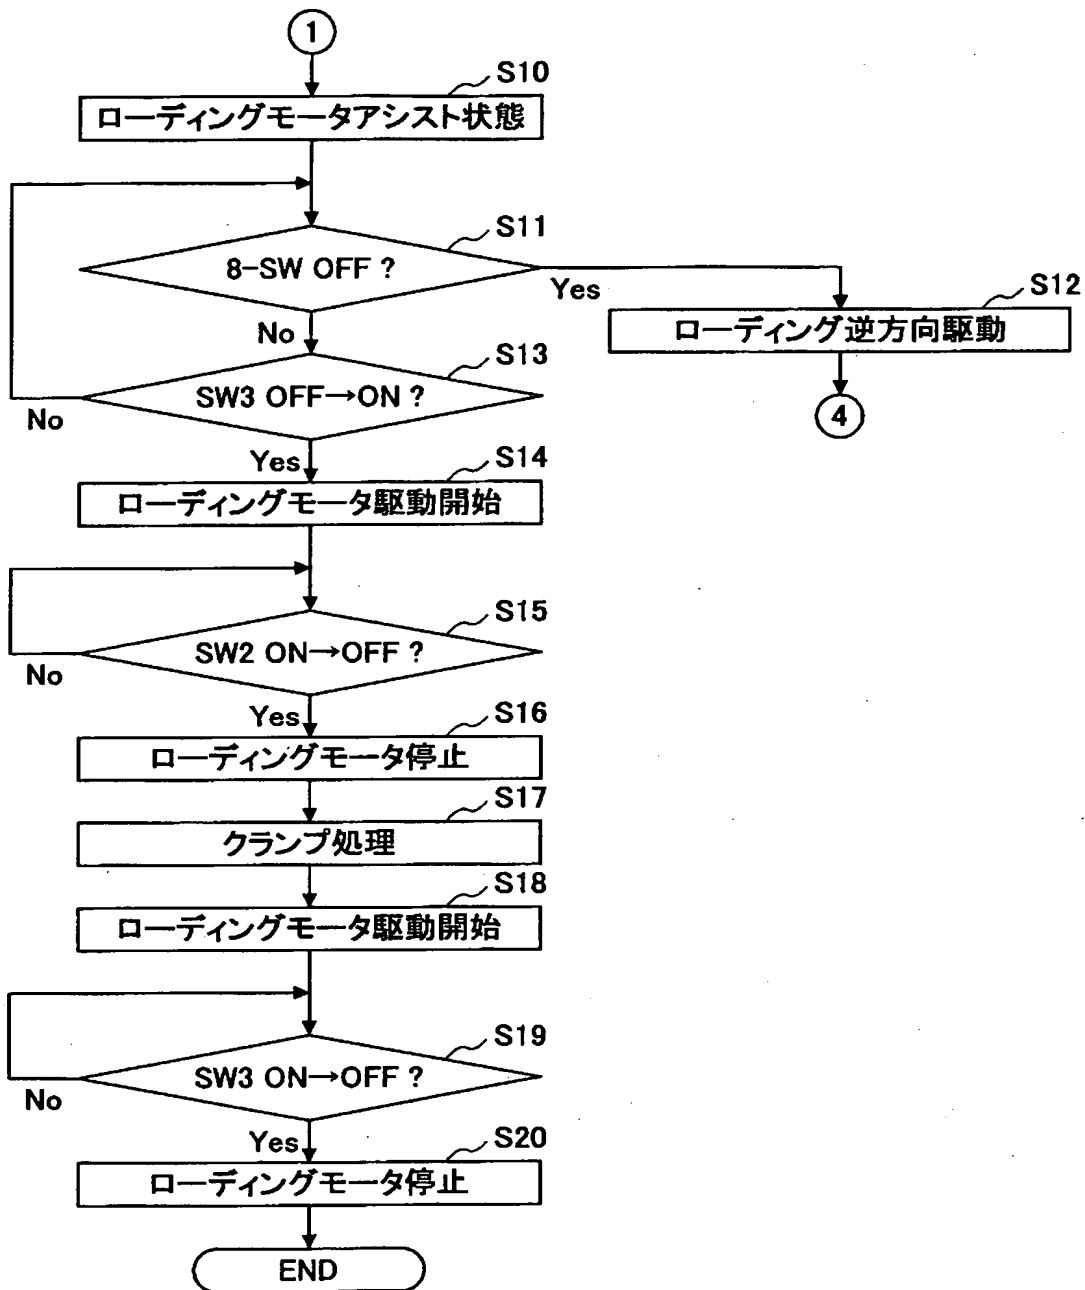 1
S10
ローディングモータアシスト状態
S11
8-SW OFF ?
Yes
S12
ローディング逆方向駆動
4
No
S13
SW3 OFF→ON ?
No
Yes
S14
ローディングモータ駆動開始
S15
SW2 ON→OFF ?
No
Yes
S16
ローディングモータ停止
S17
クランプ処理
S18
ローディングモータ駆動開始
S19
SW3 ON→OFF ?
No
Yes
S20
ローディングモータ停止
END